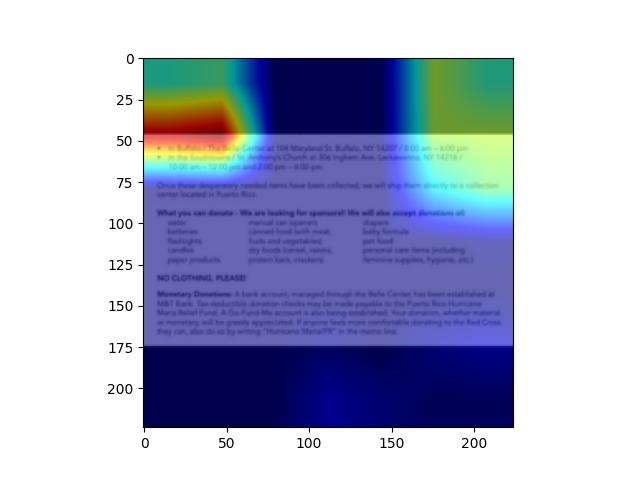 0
25
50
75
100
125
150
175
200
0 50 100 150 200
• In Buffalo / The Belle Center at 104 Maryland St. Buffalo, NY 14207 / 8:00 am – 6:00 pm
• In the Southtowns / St. Anthony's Church at 306 Ingham Ave, Lackawanna, NY 14218 /
10:00 am – 12:00 pm and 2:00 pm – 6:00 pm
Once these desperately needed items have been collected, we will ship them directly to a collection
center located in Puerto Rico.
What you can donate - We are looking for sponsors!! We will also accept donations of:
water manual can openers diapers
batteries canned food (with meat, baby formula
flashlights fruits and vegetables) pet food
candles dry foods (cereal, raisins, personal care items (including
paper products protein bars, crackers) feminine supplies, hygiene, etc.)
NO CLOTHING, PLEASE!
Monetary Donations: A bank account, managed through the Belle Center, has been established at
M&T Bank. Tax-deductible donation checks may be made payable to the Puerto Rico Hurricane
Maria Relief Fund. A Go-Fund-Me account is also being established. Your donation, whether material
or monetary, will be greatly appreciated. If anyone feels more comfortable donating to the Red Cross
they can, also do so by writing "Hurricane Maria/PR" in the memo line.